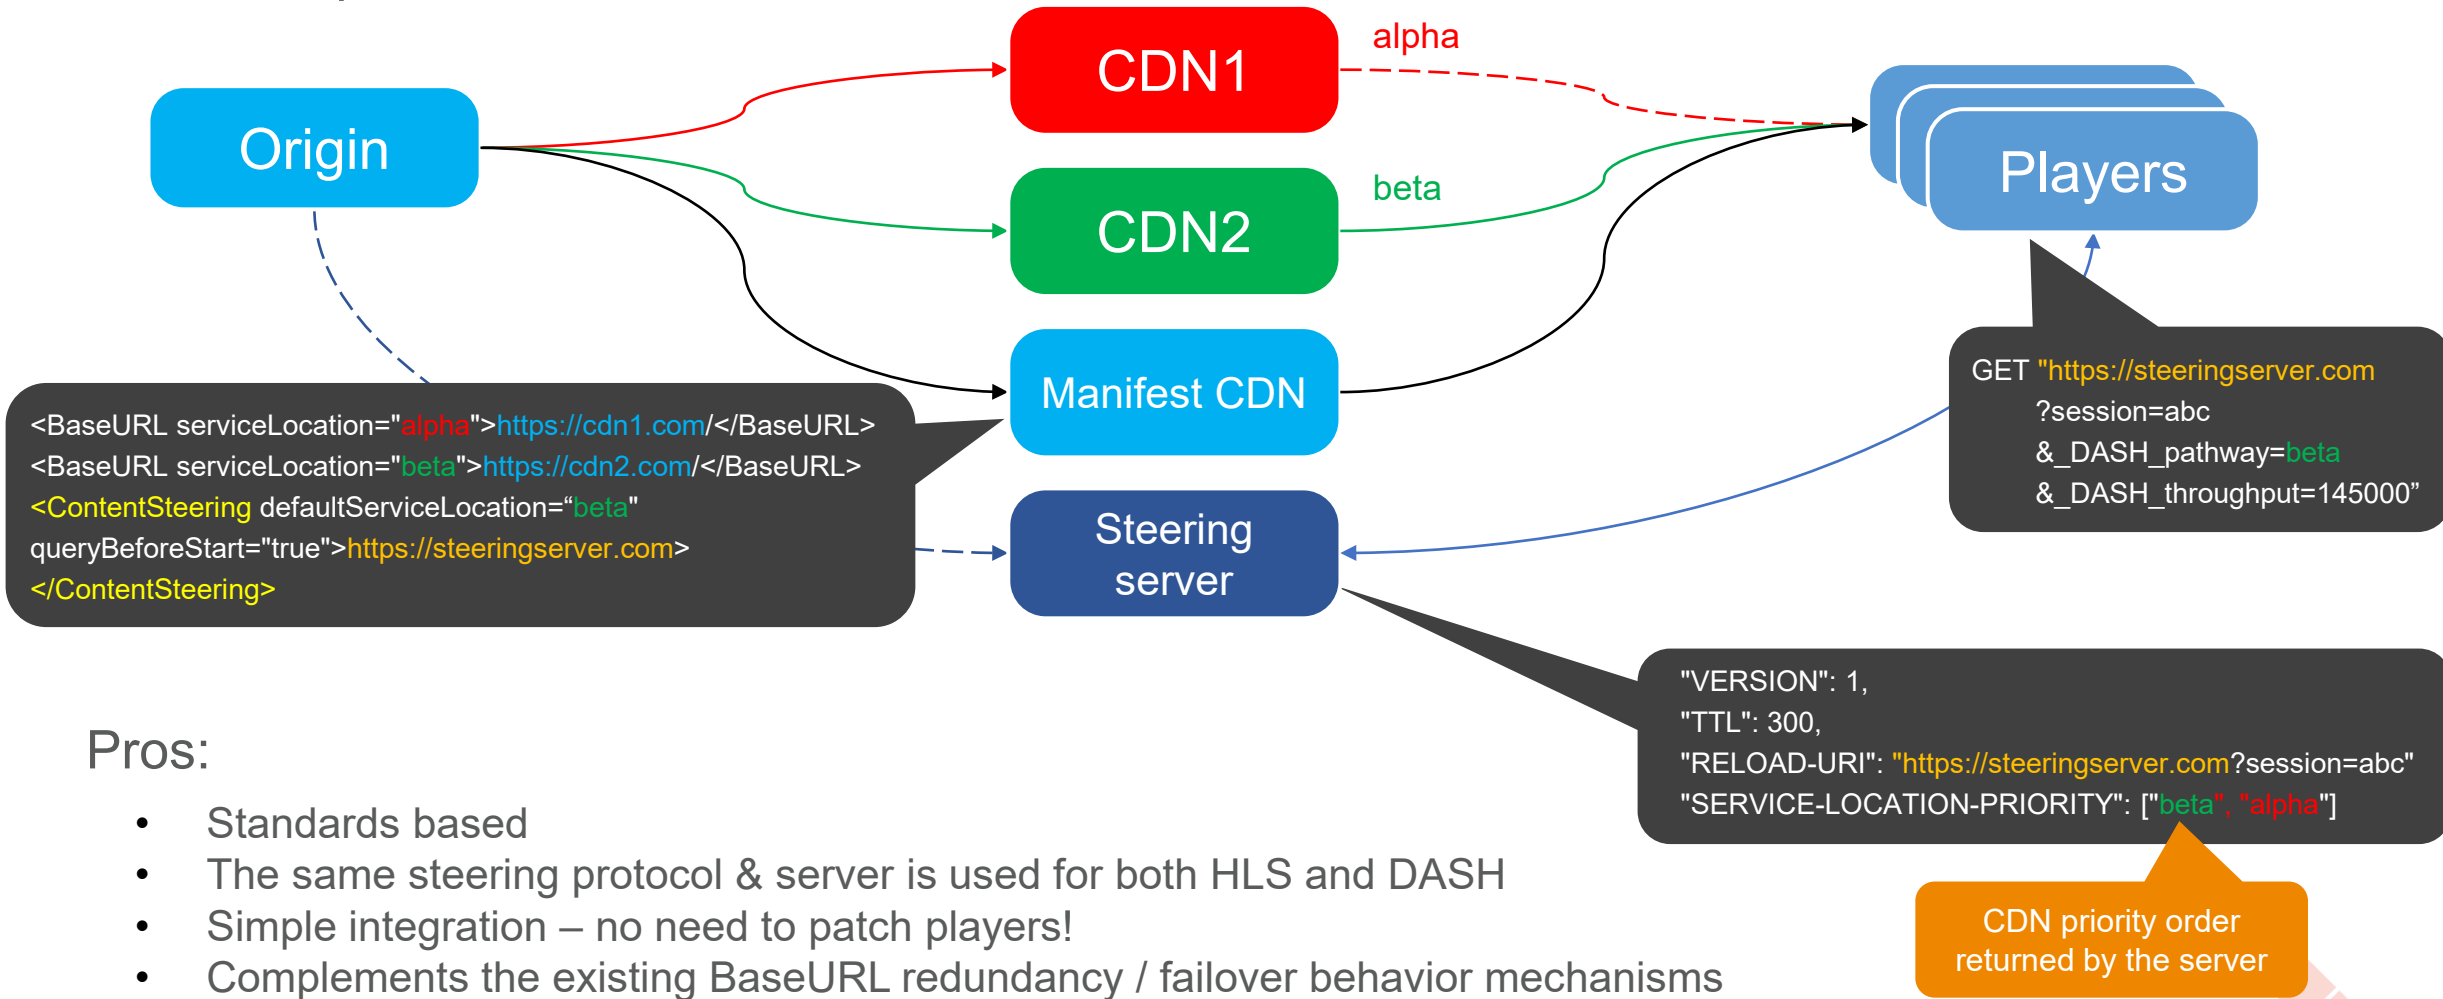 CDN1
alpha
Origin
Players
CDN2
beta
Manifest CDN
GET "https://steeringserver.com
?session=abc
&_DASH_pathway=beta
&_DASH_throughput=145000”
<BaseURL serviceLocation="alpha">https://cdn1.com/</BaseURL>
<BaseURL serviceLocation="beta">https://cdn2.com/</BaseURL>
<ContentSteering defaultServiceLocation=“beta"
queryBeforeStart="true">https://steeringserver.com>
</ContentSteering>
Steering
server
"VERSION": 1,
"TTL": 300,
"RELOAD-URI": "https://steeringserver.com?session=abc"
"SERVICE-LOCATION-PRIORITY": ["beta", "alpha"]
CDN priority order
returned by the server
Pros:
• Standards based
• The same steering protocol & server is used for both HLS and DASH
• Simple integration – no need to patch players!
• Complements the existing BaseURL redundancy / failover behavior mechanisms